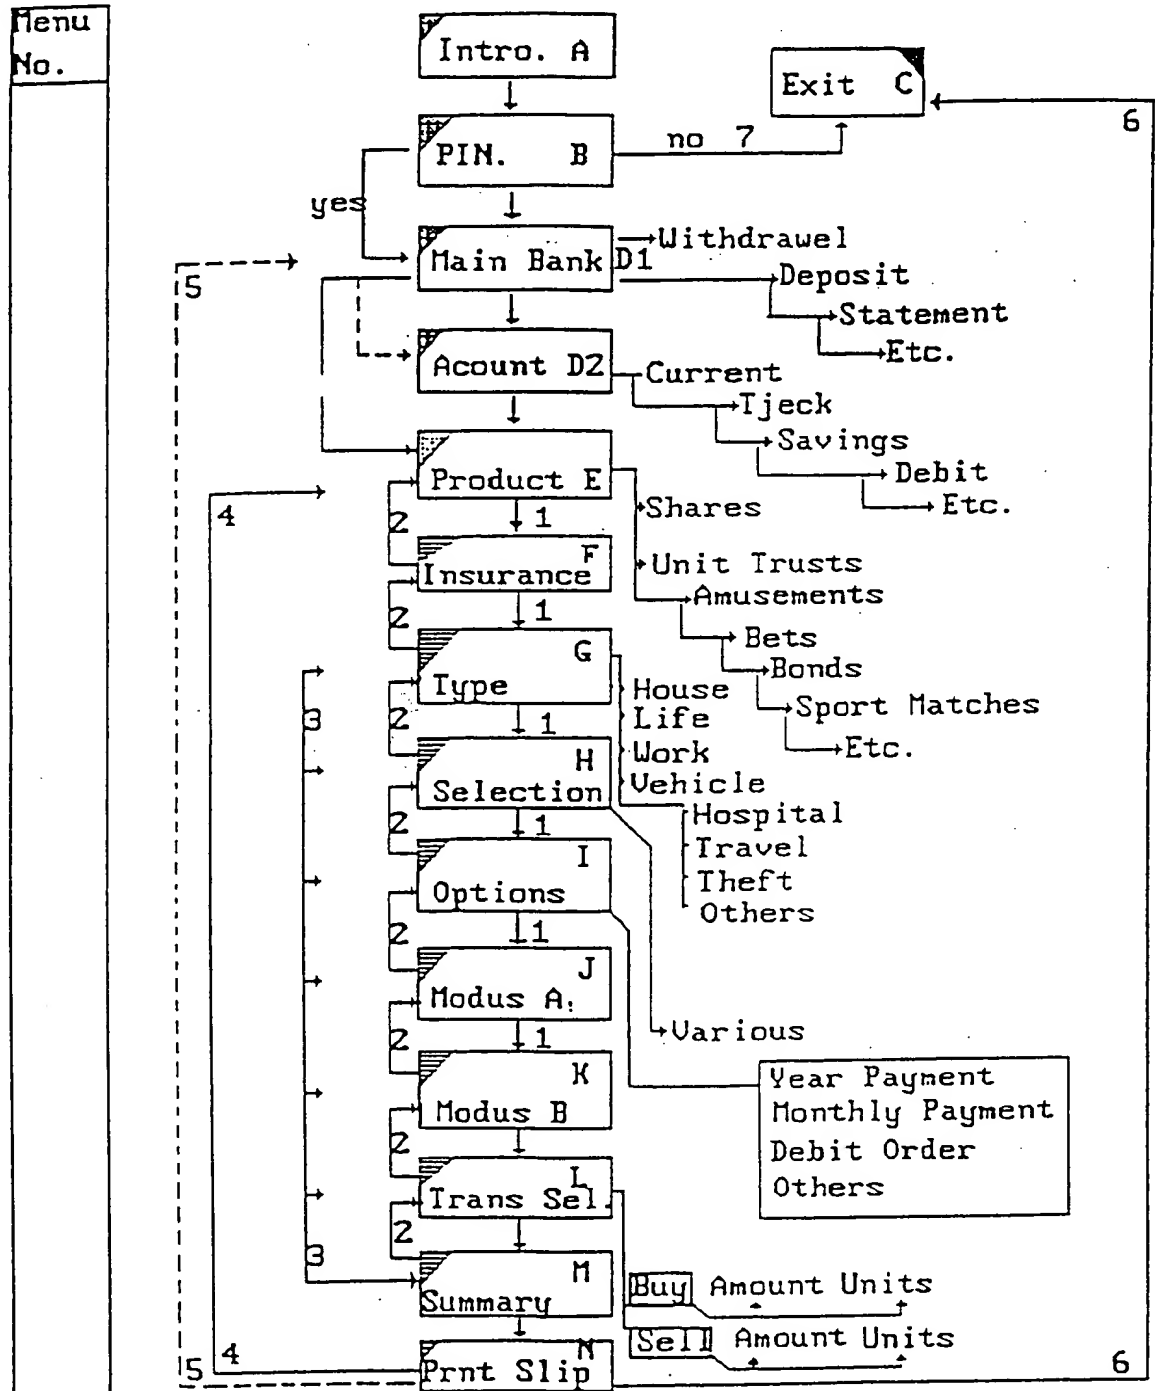 Menu
No.
Intro. A
Exit C
6
PIN. B
no 7
yes
Main Bank D1
Withdrawel
Deposit
Statement
Etc.
5
Acount D2
Current
Tjeck
Savings
Debit
Etc.
Product E
4
1
2
Shares
F
Insurance
Unit Trusts
Amusements
1
2
Bets
Bonds
Sport Matches
Etc.
G
Type
House
Life
Work
Vehicle
Hospital
Travel
Theft
Others
3
1
2
H
Selection
1
2
I
Options
1
2
J
Modus A.
1
2
Various
K
Modus B
Year Payment
Monthly Payment
Debit Order
Others
2
L
Trans Sel.
2
3
M
Summary
Buy Amount Units
Sell Amount Units
N
Prnt Slip
4
5
6